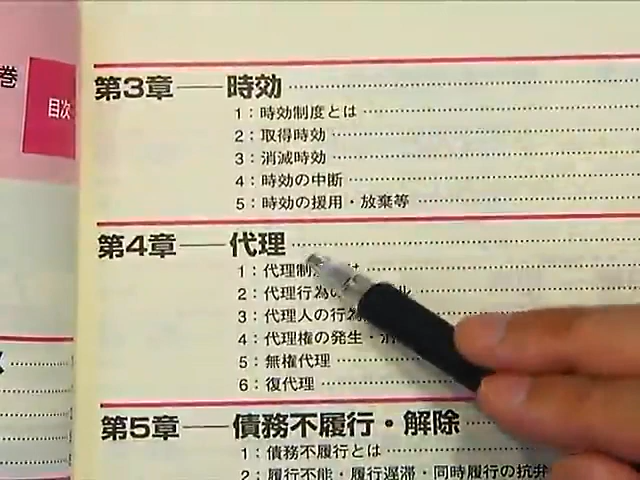 巻
目次
第3章──時効
1：時効制度とは
2：取得時効
3：消滅時効
4：時効の中断
5：時効の援用・放棄等
第4章──代理
1：代理制
2：代理行為の
3：代理人の行為
4：代理権の発生・消
5：無権代理
6：復代理
第5章──債務不履行・解除
1：債務不履行とは
2：履行不能・履行遅滞・同時履行の抗弁